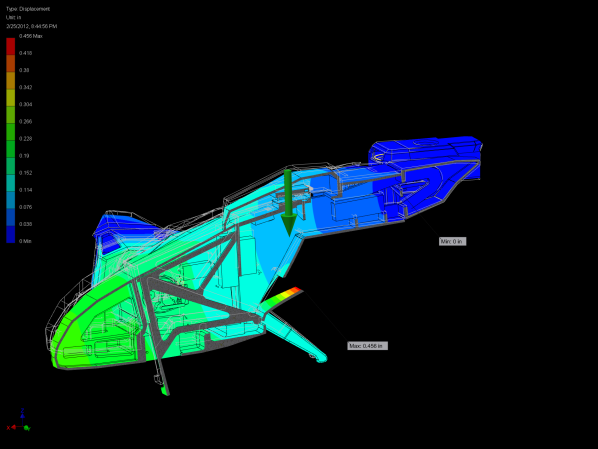 Type: Displacement
Unit: in
2/25/2012, 8:44:56 PM
0.456 Max
0.418
0.38
0.342
0.304
0.266
0.228
0.19
0.152
0.114
0.076
0.038
0 Min
Min: 0 in
Max: 0.456 in